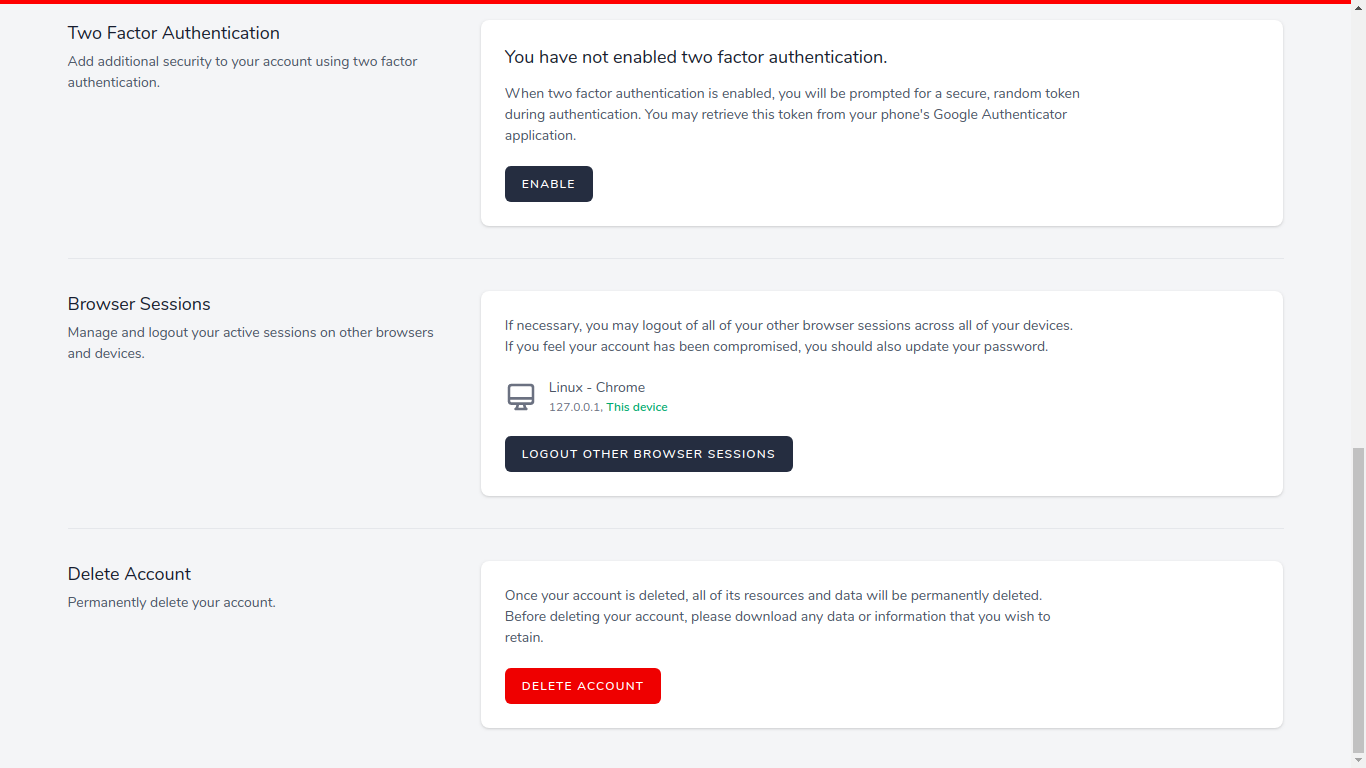 Two Factor Authentication
Add additional security to your account using two factor
authentication.
You have not enabled two factor authentication.
When two factor authentication is enabled, you will be prompted for a secure, random token
during authentication. You may retrieve this token from your phone's Google Authenticator
application.
ENABLE
Browser Sessions
Manage and logout your active sessions on other browsers
and devices.
If necessary, you may logout of all of your other browser sessions across all of your devices.
If you feel your account has been compromised, you should also update your password.
Linux - Chrome
127.0.0.1, This device
LOGOUT OTHER BROWSER SESSIONS
Delete Account
Permanently delete your account.
Once your account is deleted, all of its resources and data will be permanently deleted.
Before deleting your account, please download any data or information that you wish to
retain.
DELETE ACCOUNT